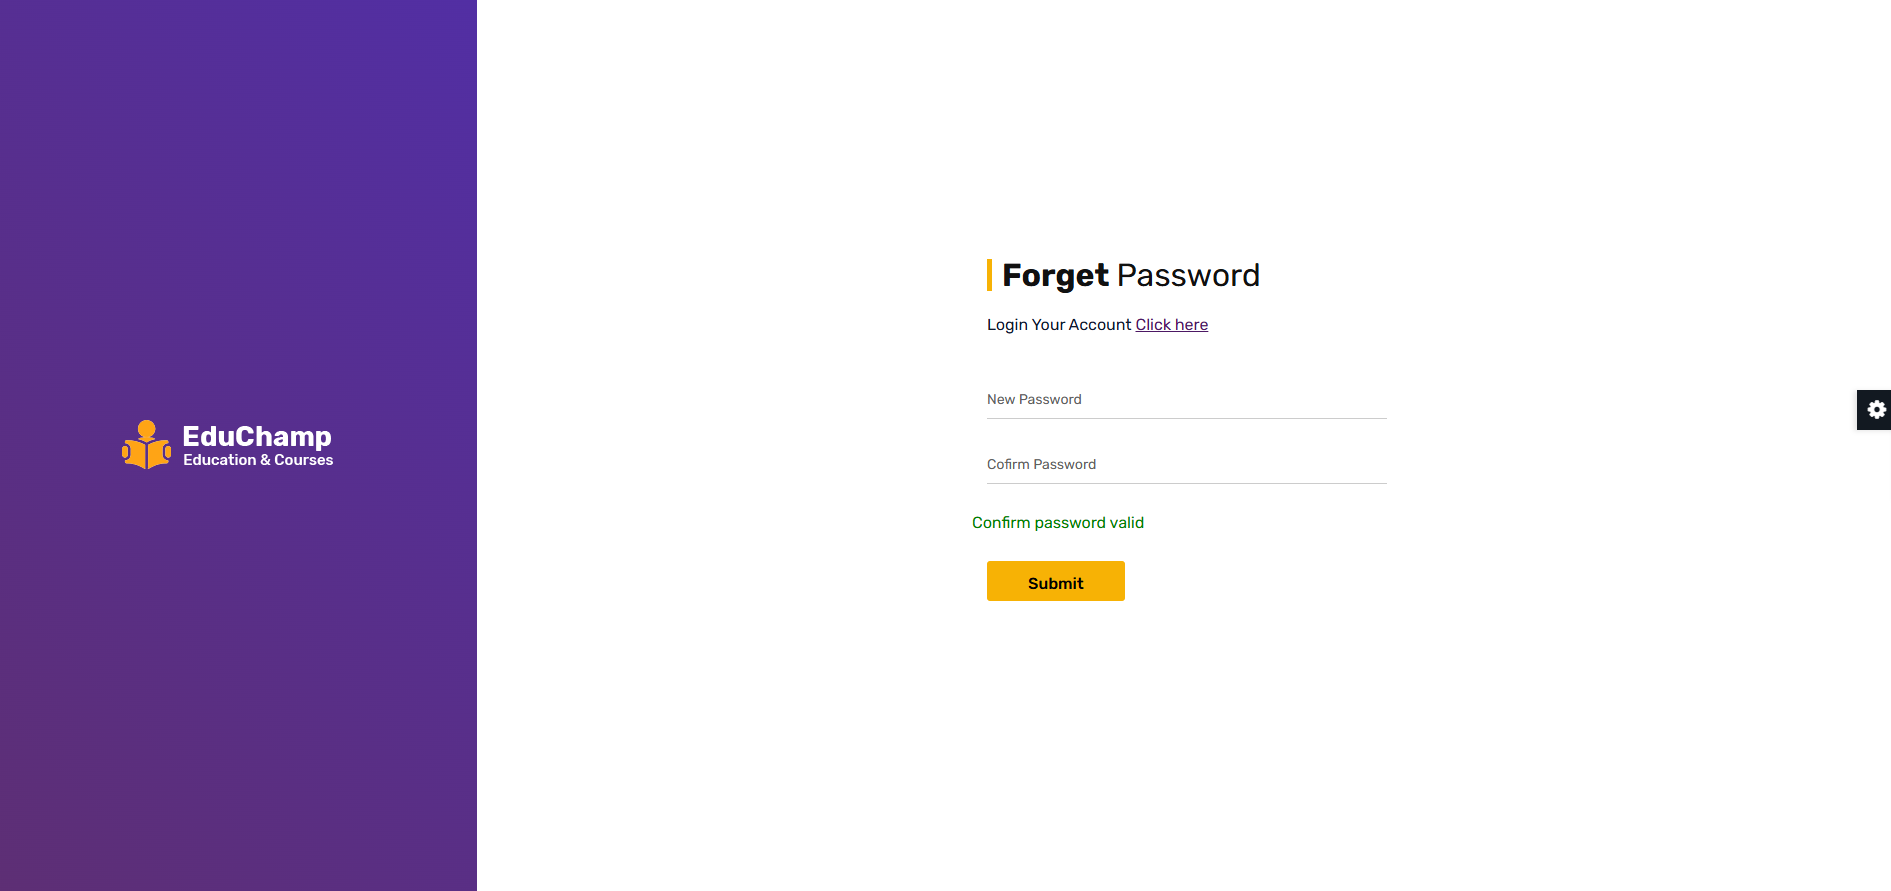 EduChamp
Education & Courses
Forget Password
Login Your Account Click here
New Password
Cofirm Password
Confirm password valid
Submit